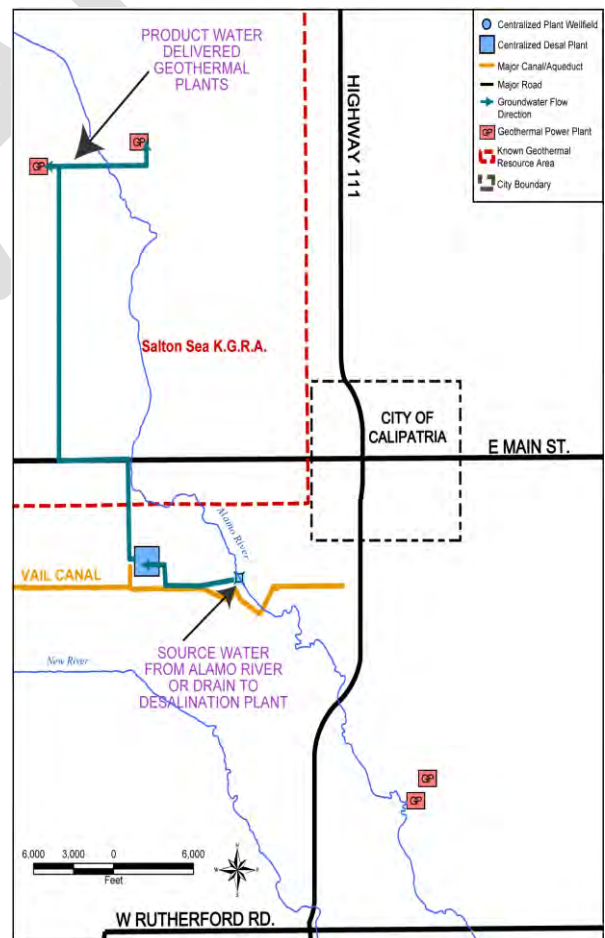 PRODUCT WATER
DELIVERED
GEOTHERMAL
PLANTS
HIGHWAY 111
Centralized Plant Wellfield
Centralized Desal Plant
Major Canal/Aqueduct
Major Road
Groundwater Flow
Direction
GP
Geothermal Power Plant
Known Geothermal
Resource Area
City Boundary
GP
GP
Salton Sea K.G.R.A.
CITY OF
CALIPATRIA
E MAIN ST.
Alamo River
VAIL CANAL
SOURCE WATER
FROM ALAMO RIVER
OR DRAIN TO
DESALINATION PLANT
New River
GP
GP
6,000 3,000 0 6,000
Feet
W RUTHERFORD RD.